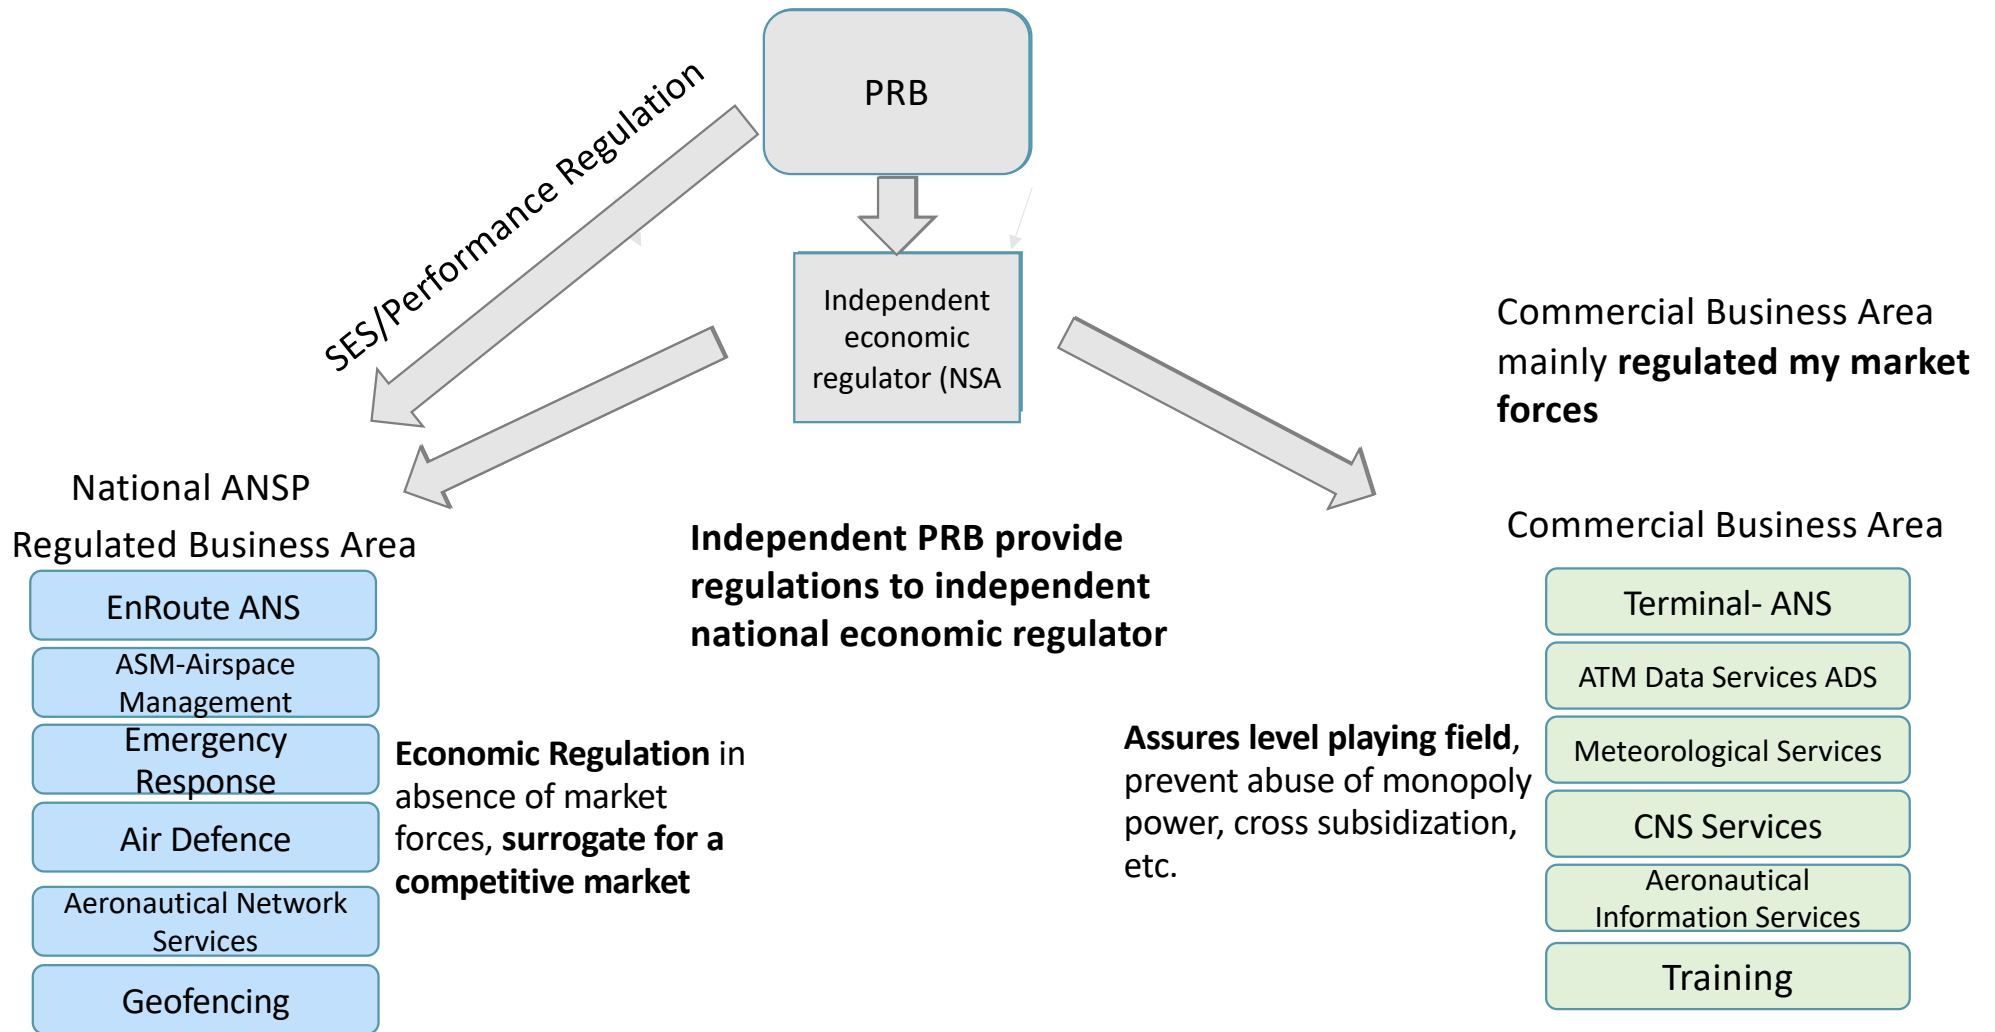 PRB
SES/Performance Regulation
Independent
economic
regulator (NSA
Commercial Business Area
mainly regulated my market
forces
National ANSP
Regulated Business Area
EnRoute ANS
ASM-Airspace
Management
Emergency
Response
Air Defence
Aeronautical Network
Services
Geofencing
Economic Regulation in
absence of market
forces, surrogate for a
competitive market
Independent PRB provide
regulations to independent
national economic regulator
Assures level playing field,
prevent abuse of monopoly
power, cross subsidization,
etc.
Commercial Business Area
Terminal- ANS
ATM Data Services ADS
Meteorological Services
CNS Services
Aeronautical
Information Services
Training